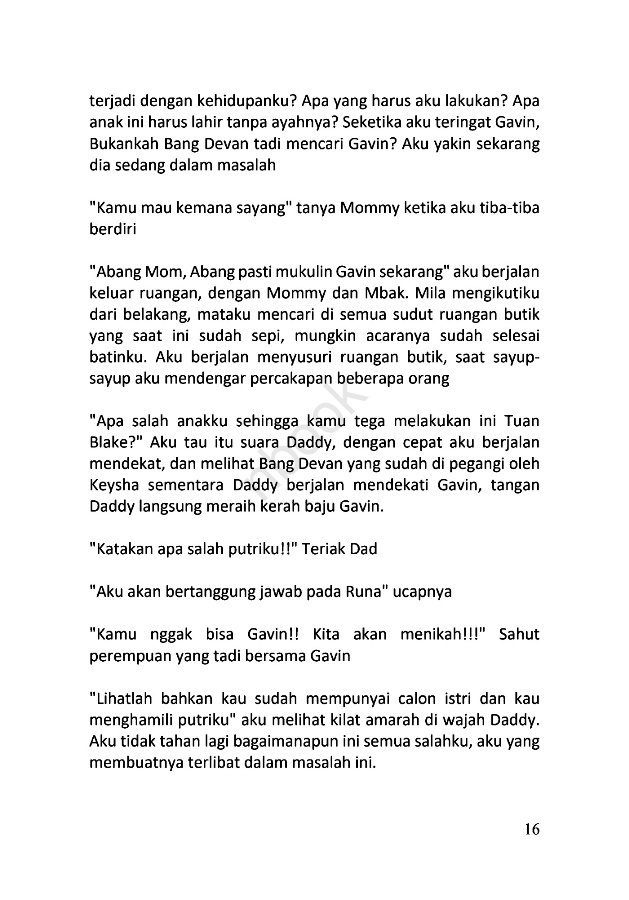 terjadi dengan kehidupanku? Apa yang harus aku lakukan? Apa
anak ini harus lahir tanpa ayahnya? Seketika aku teringat Gavin,
Bukankah Bang Devan tadi mencari Gavin? Aku yakin sekarang
dia sedang dalam masalah
"Kamu mau kemana sayang" tanya Mommy ketika aku tiba-tiba
berdiri
"Abang Mom, Abang pasti mukulin Gavin sekarang" aku berjalan
keluar ruangan, dengan Mommy dan Mbak. Mila mengikutiku
dari belakang, mataku mencari di semua sudut ruangan butik
yang saat ini sudah sepi, mungkin acaranya sudah selesai
batinku. Aku berjalan menyusuri ruangan butik, saat sayup-
sayup aku mendengar percakapan beberapa orang
"Apa salah anakku sehingga kamu tega melakukan ini Tuan
Blake?" Aku tau itu suara Daddy, dengan cepat aku berjalan
mendekat, dan melihat Bang Devan yang sudah di pegangi oleh
Keysha sementara Daddy berjalan mendekati Gavin, tangan
Daddy langsung meraih kerah baju Gavin.
"Katakan apa salah putriku!!" Teriak Dad
"Aku akan bertanggung jawab pada Runa" ucapnya
"Kamu nggak bisa Gavin!! Kita akan menikah!!!" Sahut
perempuan yang tadi bersama Gavin
"Lihatlah bahkan kau sudah mempunyai calon istri dan kau
menghamili putriku" aku melihat kilat amarah di wajah Daddy.
Aku tidak tahan lagi bagaimanapun ini semua salahku, aku yang
membuatnya terlibat dalam masalah ini.
16